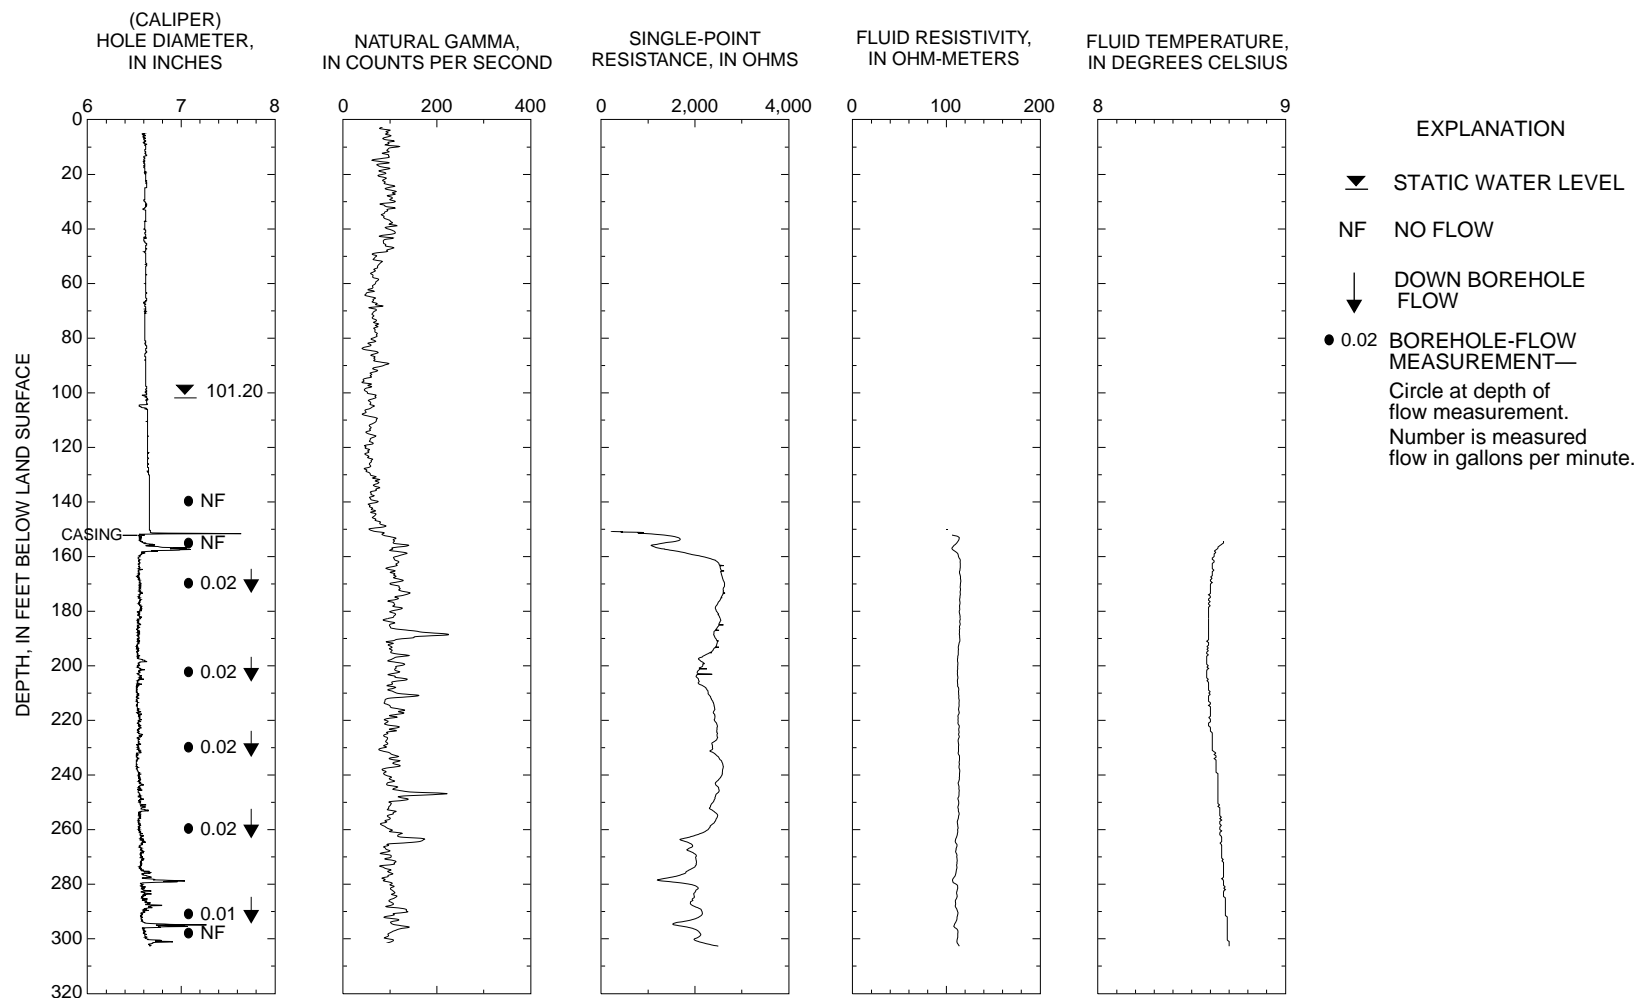 (CALIPER)
HOLE DIAMETER,
IN INCHES
NATURAL GAMMA,
IN COUNTS PER SECOND
SINGLE-POINT
RESISTANCE, IN OHMS
FLUID RESISTIVITY,
IN OHM-METERS
FLUID TEMPERATURE,
IN DEGREES CELSIUS
6 7 8
0 200 400
0 2,000 4,000
0 100 200
8 9
DEPTH, IN FEET BELOW LAND SURFACE
0
20
40
60
80
100
120
140
160
180
200
220
240
260
280
300
320
101.20
NF
CASING
NF
0.02
0.02
0.02
0.02
0.01
NF
EXPLANATION
STATIC WATER LEVEL
NF NO FLOW
DOWN BOREHOLE
FLOW
0.02 BOREHOLE-FLOW
MEASUREMENT—
Circle at depth of
flow measurement.
Number is measured
flow in gallons per minute.